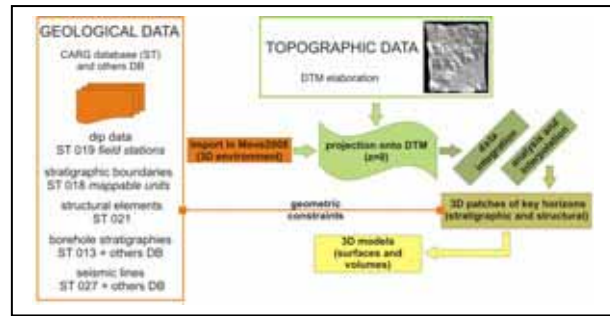 GEOLOGICAL DATA
CARG database (ST)
and others DB
dip data
ST 019 field stations
stratigraphic boundaries
ST 018 mappable units
structural elements
ST 021
borehole stratigraphies
ST 013 + others DB
seismic lines
ST 027 + others DB
TOPOGRAPHIC DATA
DTM elaboration
Import in Move2008
(3D environment)
projection onto DTM
(z=0)
data
integration
analysis and
interpolation
geometric
constraints
3D patches of key horizons
(stratigraphic and structural)
3D models
(surfaces and
volumes)